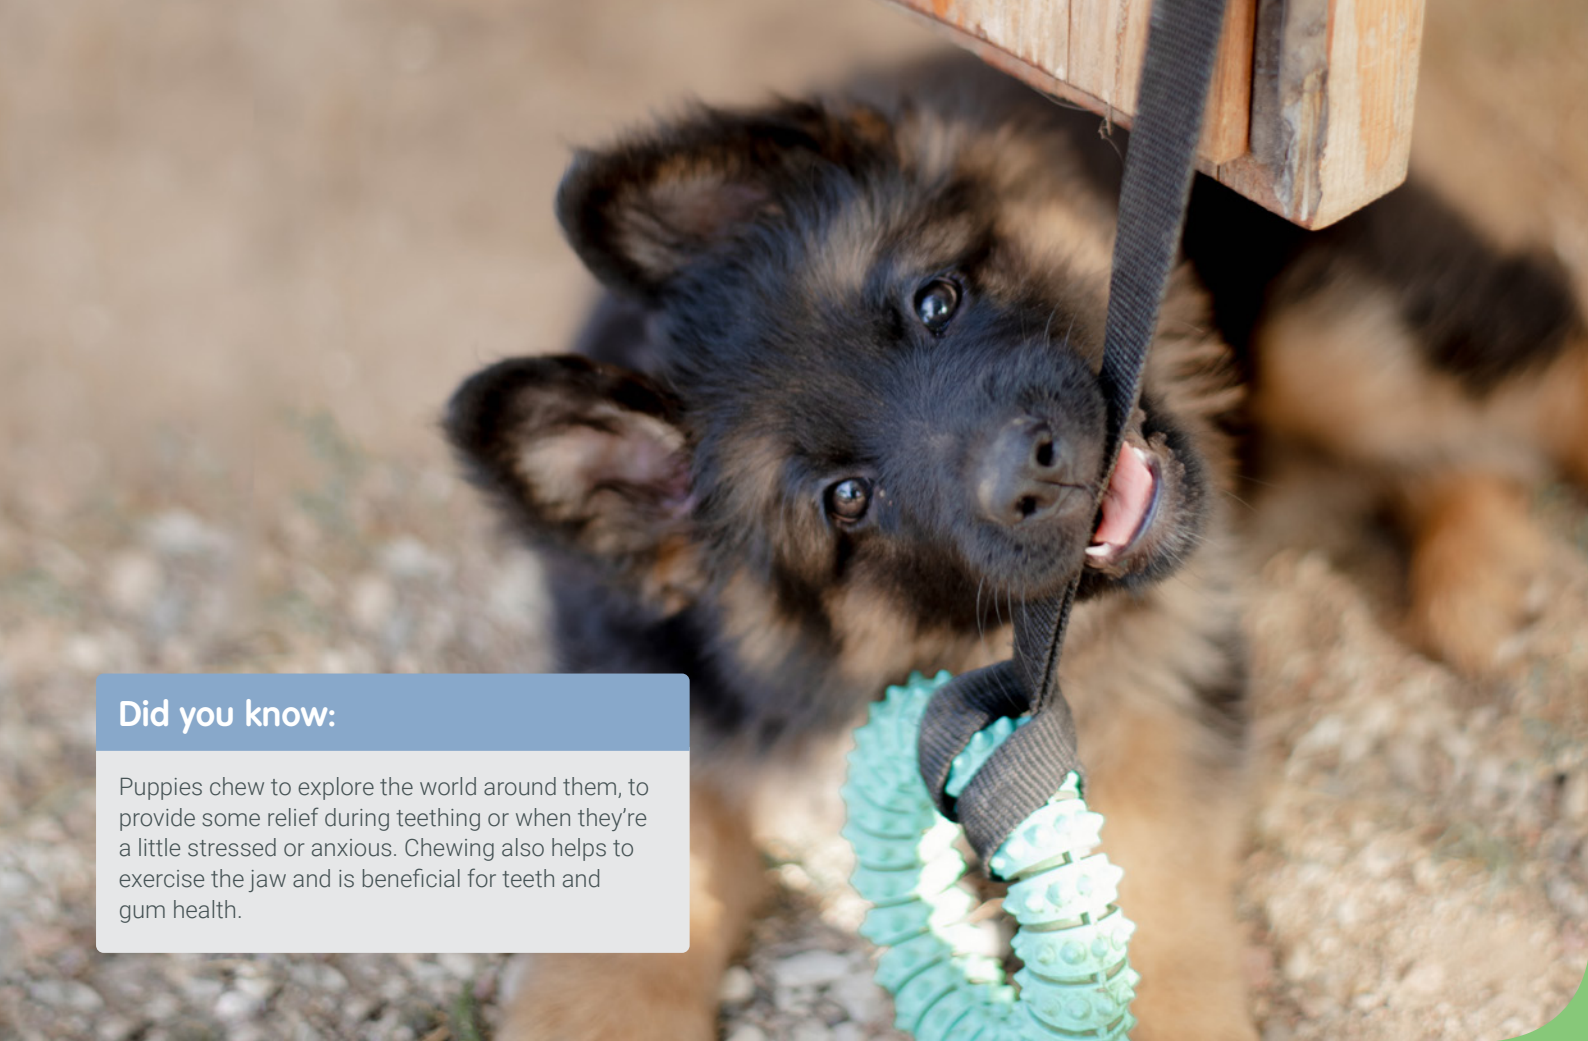 Did you know:
Puppies chew to explore the world around them, to
provide some relief during teething or when they’re
a little stressed or anxious. Chewing also helps to
exercise the jaw and is beneficial for teeth and
gum health.